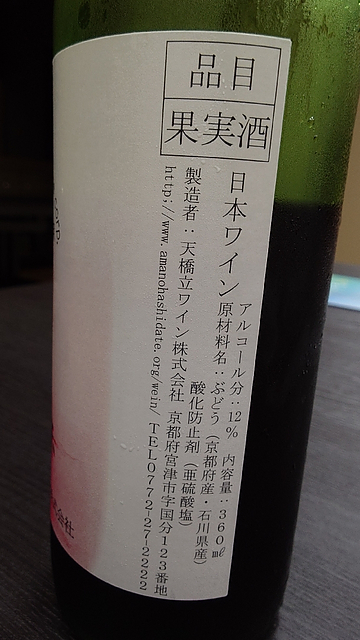 品目
果実酒
日本ワイン
アルコール分:12% 内容量:360㎖
原材料名:ぶどう(京都府産・石川県産)
酸化防止剤(亜硫酸塩)
製造者:天橋立ワイン株式会社 京都府宮津市字国分123番地
http://www.amanohashidate.org/wein/ TEL0772-27-2222
corp.
会社